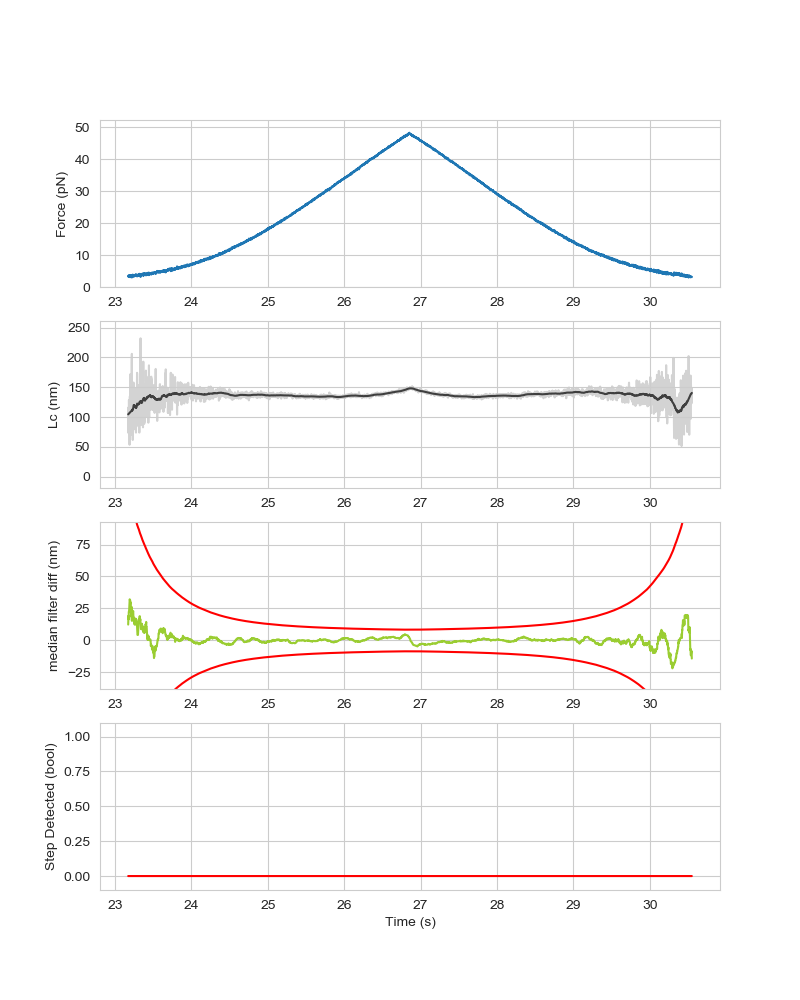 50
40
30
20
10
0
Force (pN)
23 24 25 26 27 28 29 30
250
200
150
100
50
0
Lc (nm)
23 24 25 26 27 28 29 30
75
50
25
0
−25
median filter diff (nm)
23 24 25 26 27 28 29 30
1.00
0.75
0.50
0.25
0.00
Step Detected (bool)
23 24 25 26 27 28 29 30
Time (s)